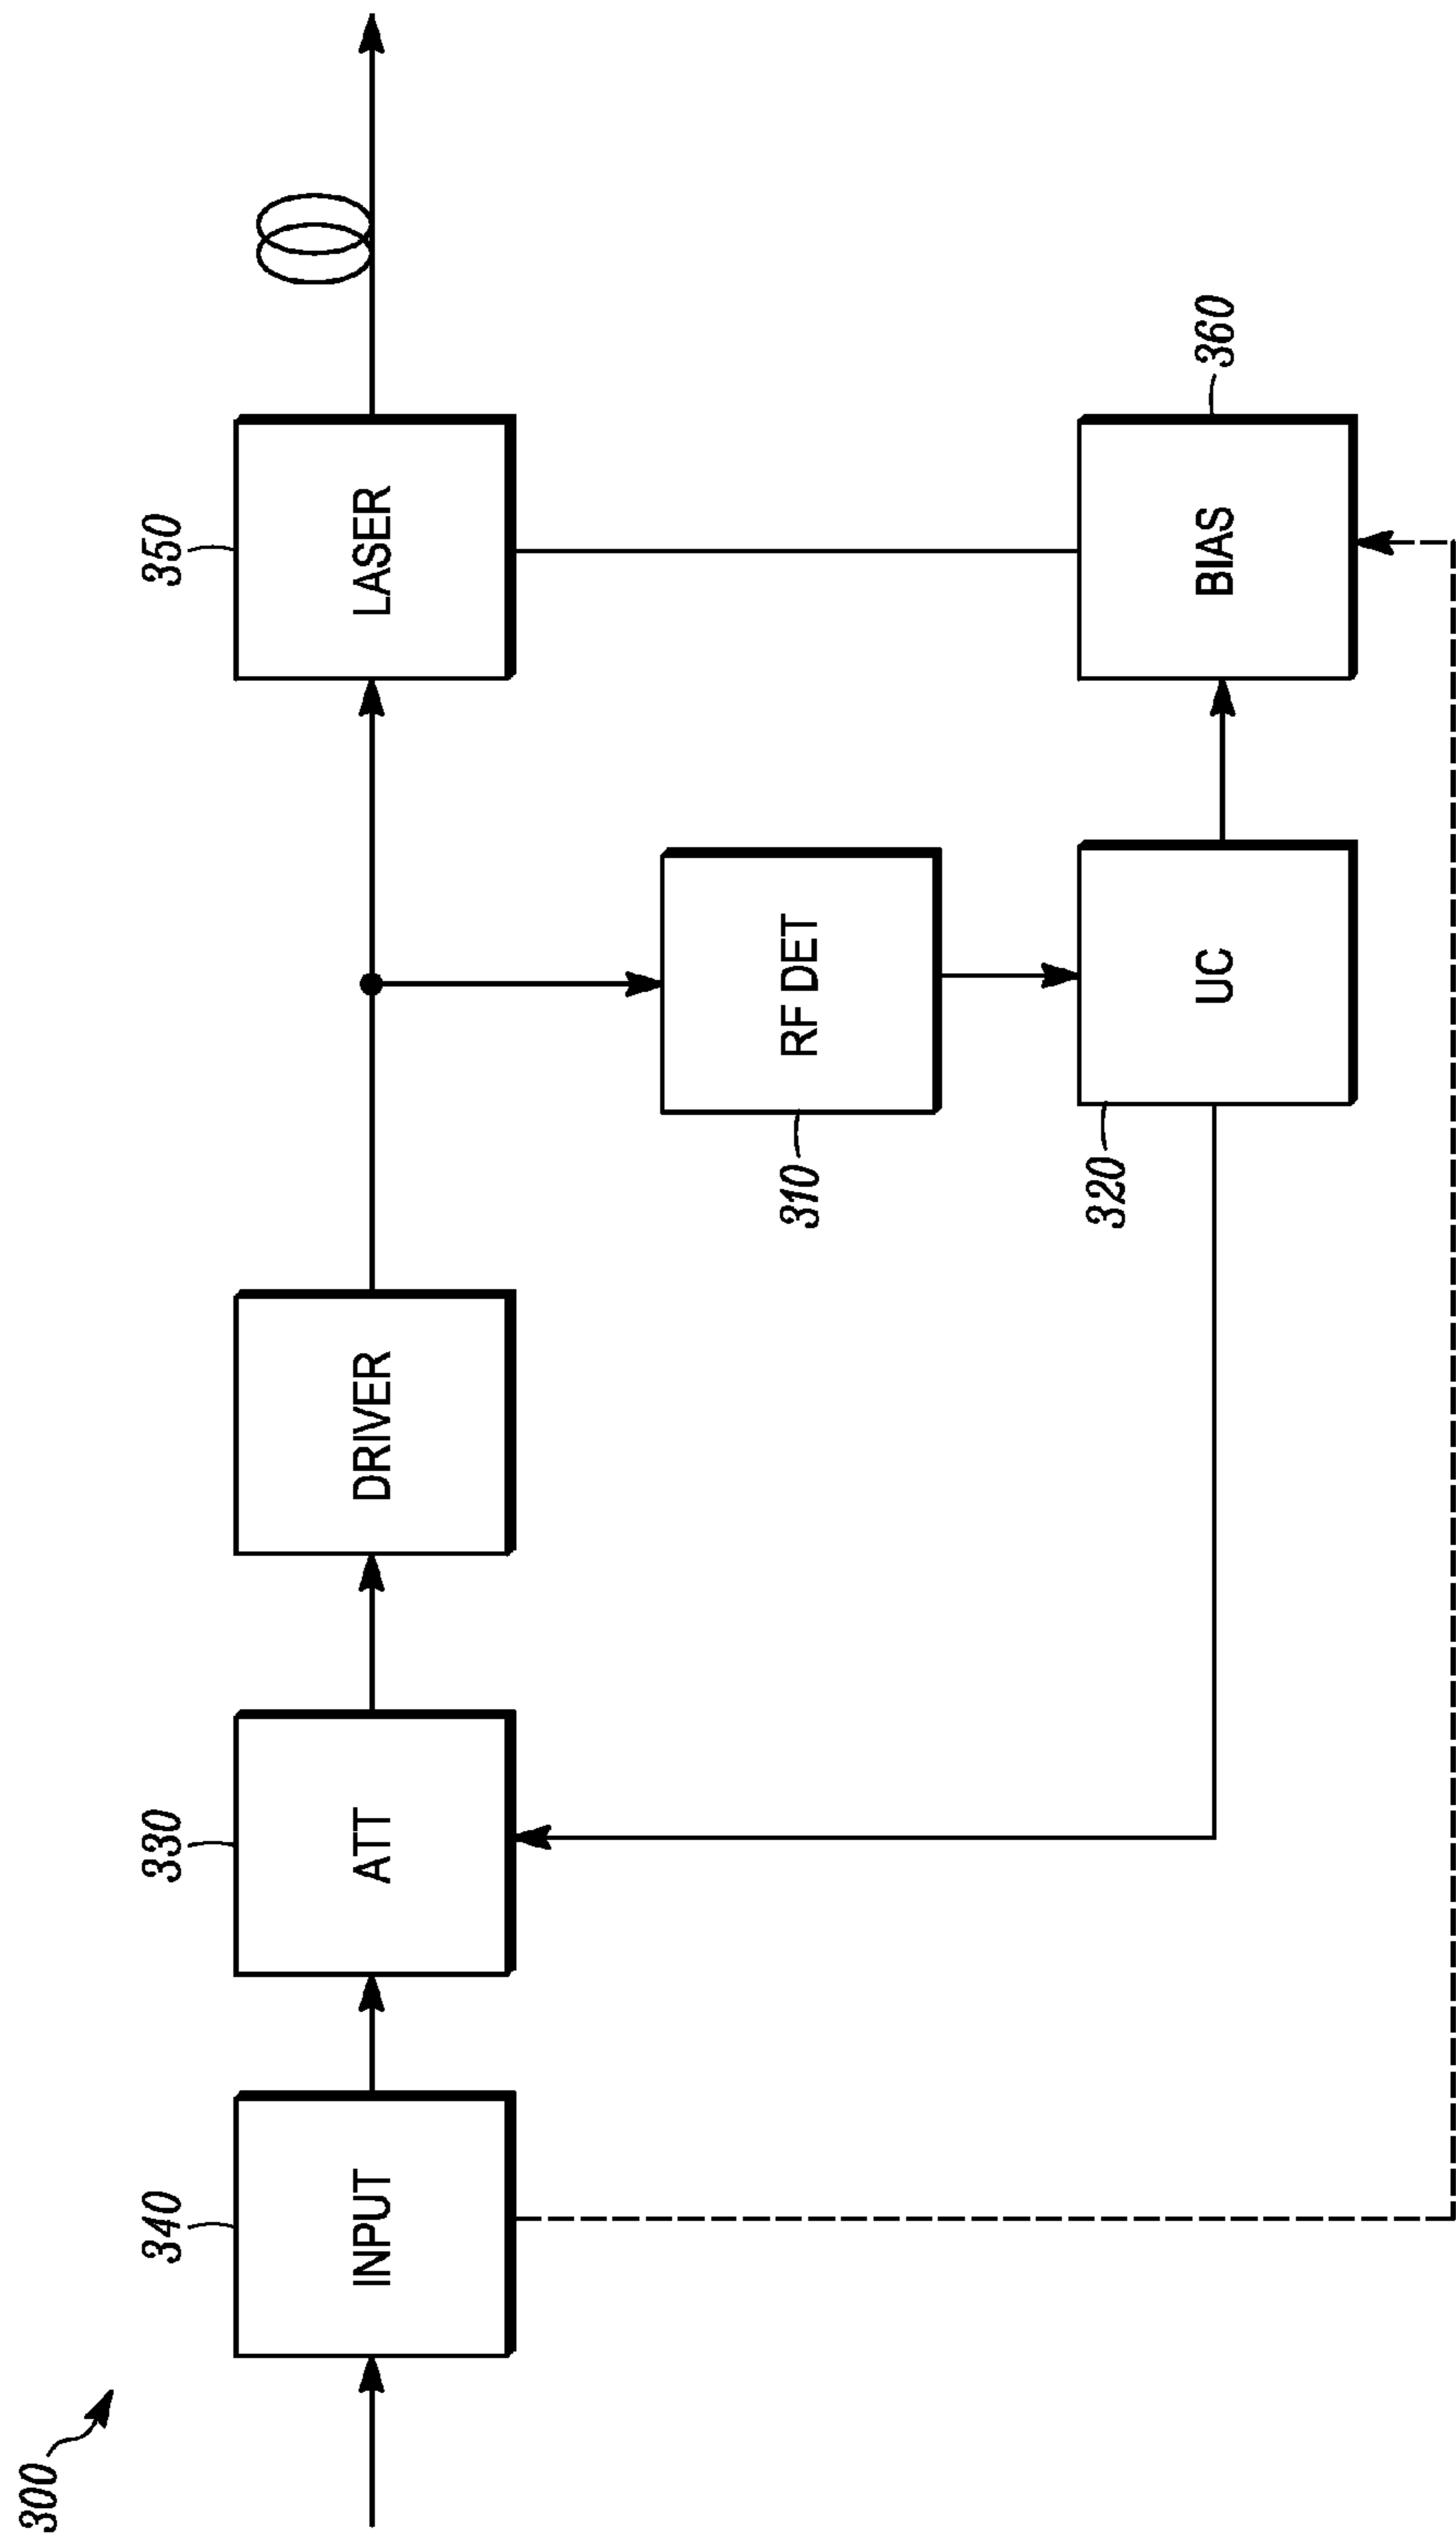 300
340
INPUT
330
ATT
DRIVER
350
LASER
310
RF DET
320
UC
360
BIAS